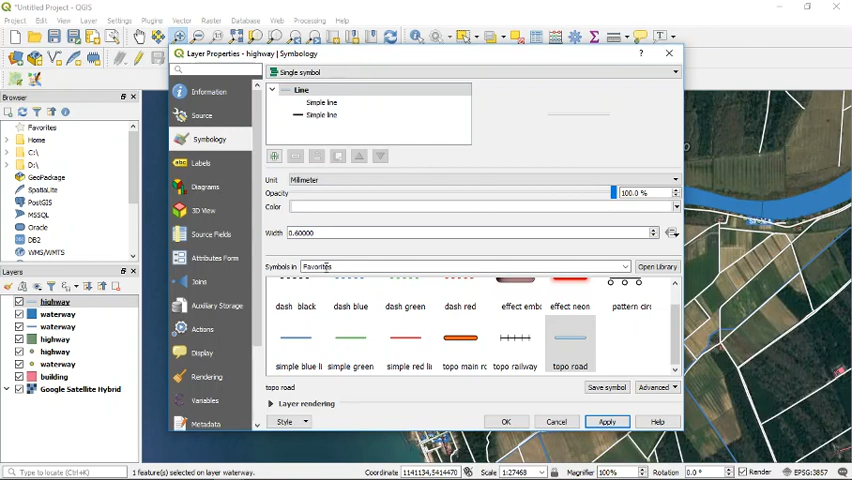 *Untitled Project - QGIS
Project Edit View Layer Settings Plugins Vector Raster Database Web Processing Help
Browser
Favorites
Home
C:\
D:\
GeoPackage
SpatiaLite
PostGIS
MSSQL
Oracle
DB2
WMS/WMTS
Layers
highway
waterway
waterway
highway
highway
waterway
building
Google Satellite Hybrid
Layer Properties - highway | Symbology
?
Information
Source
Symbology
Labels
Diagrams
3D View
Source Fields
Attributes Form
Joins
Auxiliary Storage
Actions
Display
Rendering
Variables
Metadata
Single symbol
Line
Simple line
Simple line
Unit Millimeter
Opacity 100.0 %
Color
Width 0.60000
Symbols in Favorites Open Library
dash black dash blue dash green dash red effect emb effect neon pattern circ
simple blue li simple green simple red li topo main r topo railway topo road
topo road Save symbol Advanced
Layer rendering
Style OK Cancel Apply Help
Type to locate (Ctrl+K) 1 feature(s) selected on layer waterway. Coordinate 1141134,5414470 Scale 1:27468 Magnifier 100% Rotation 0.0 ° Render EPSG:3857